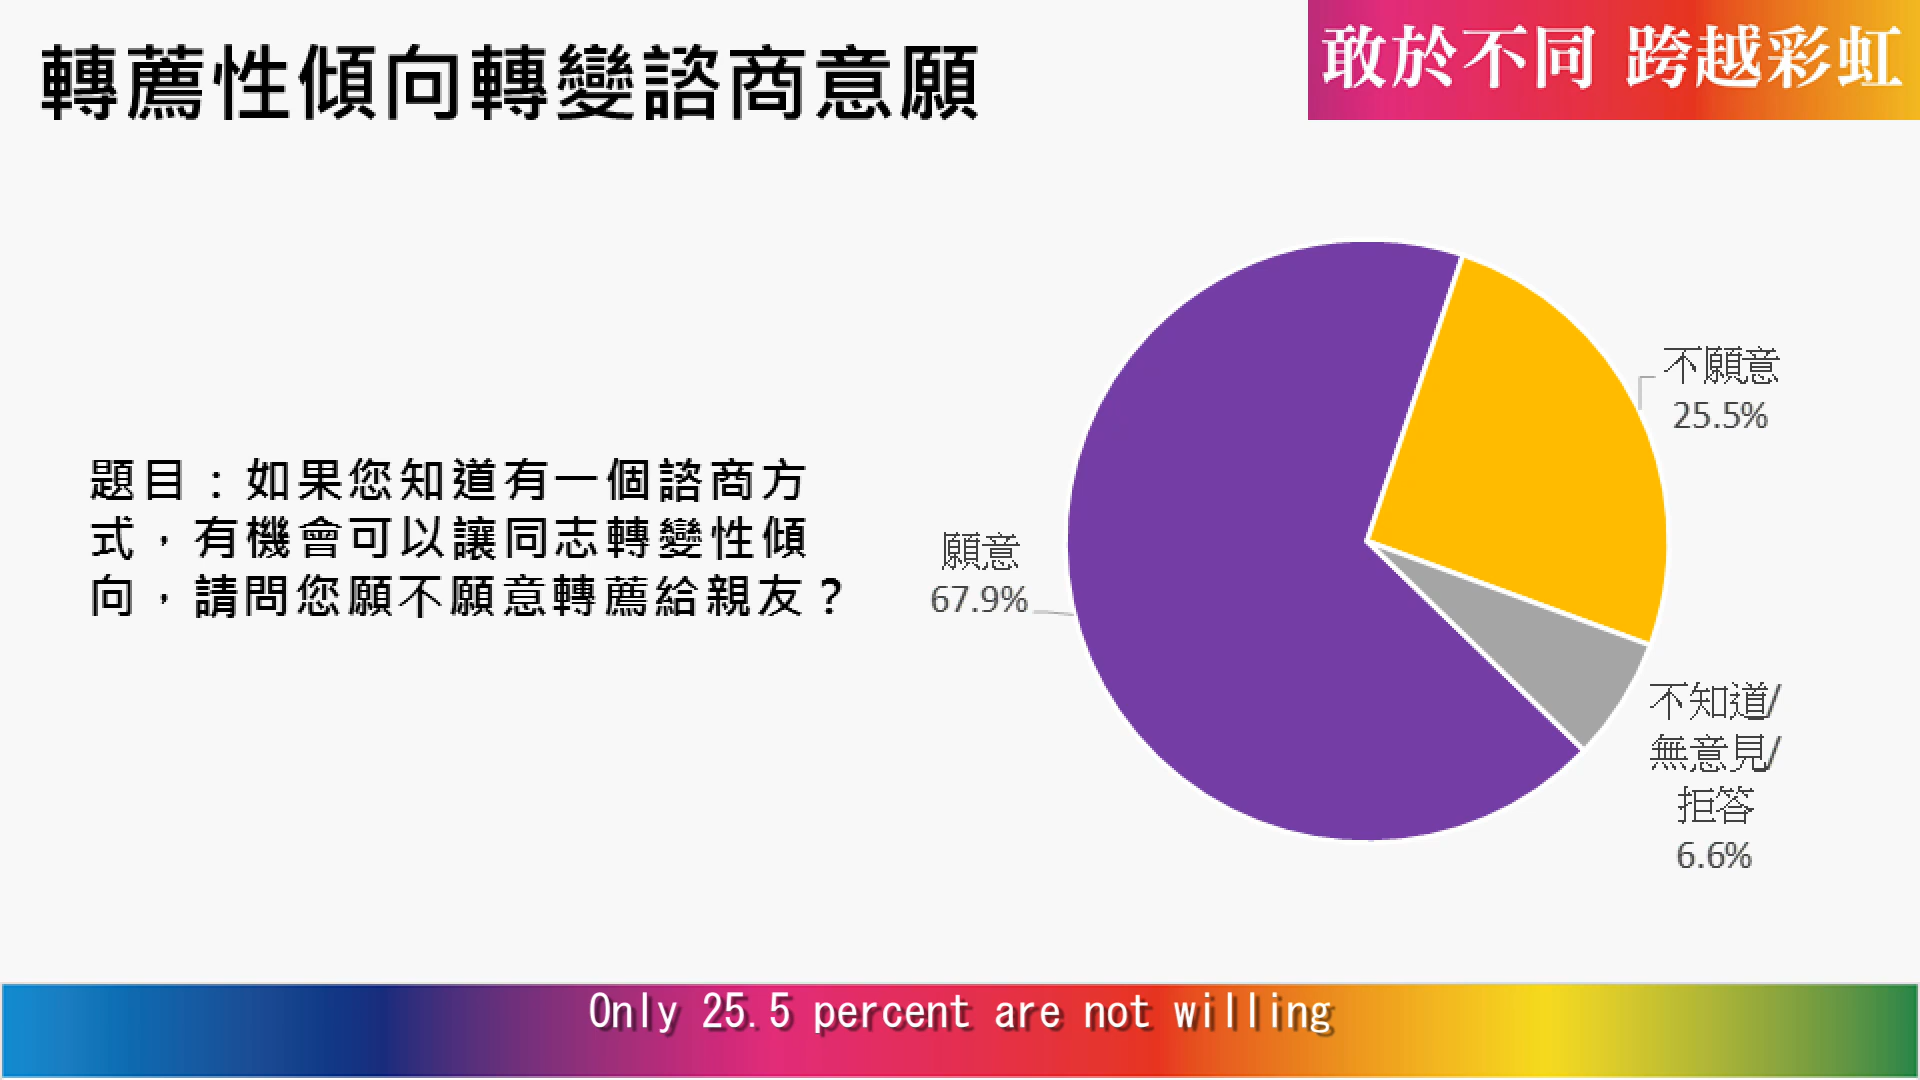 轉薦性傾向轉變諮商意願
敢於不同 跨越彩虹
題目：如果您知道有一個諮商方
式，有機會可以讓同志轉變性傾
向，請問您願不願意轉薦給親友？
不願意
25.5%
願意
67.9%
不知道/
無意見/
拒答
6.6%
Only 25.5 percent are not willing